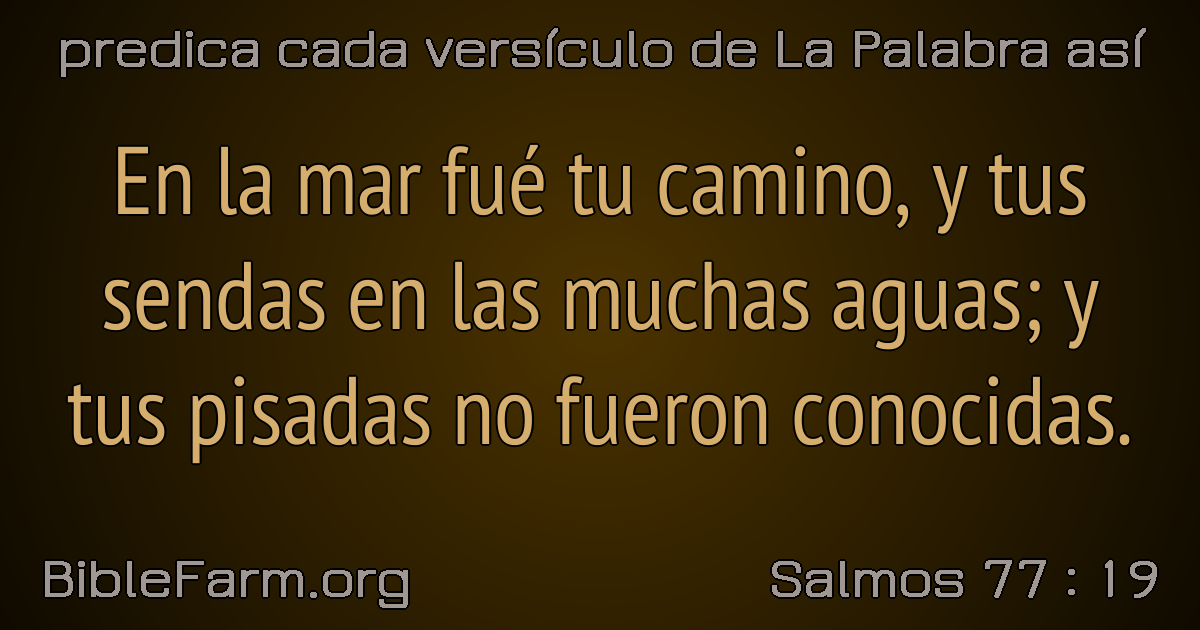 predica cada versículo de La Palabra así
En la mar fué tu camino, y tus
sendas en las muchas aguas; y
tus pisadas no fueron conocidas.
BibleFarm.org
Salmos 77 : 19